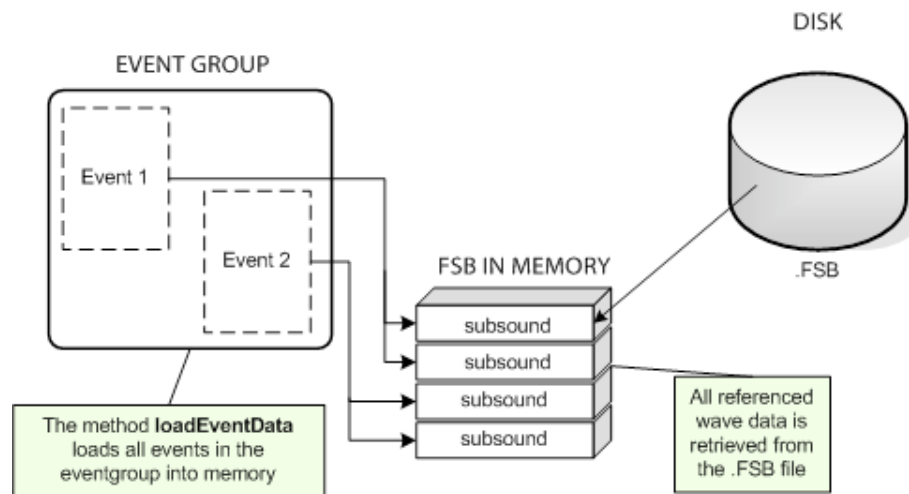 DISK
EVENT GROUP
Event 1
Event 2
.FSB
FSB IN MEMORY
subsound
subsound
subsound
subsound
The method loadEventData
loads all events in the
eventgroup into memory
All referenced
wave data is
retrieved from
the .FSB file